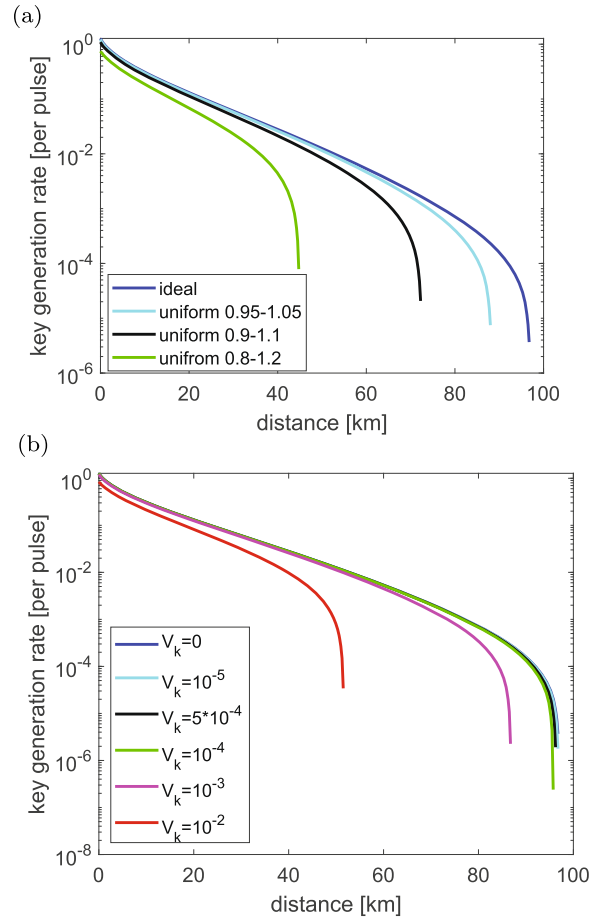 (a)
key generation rate [per pulse]
10^0
10^-2
10^-4
10^-6
ideal
uniform 0.95-1.05
uniform 0.9-1.1
unifrom 0.8-1.2
0 20 40 60 80 100
distance [km]
(b)
key generation rate [per pulse]
10^0
10^-2
10^-4
10^-6
10^-8
V_k=0
V_k=10^-5
V_k=5*10^-4
V_k=10^-4
V_k=10^-3
V_k=10^-2
0 20 40 60 80 100
distance [km]